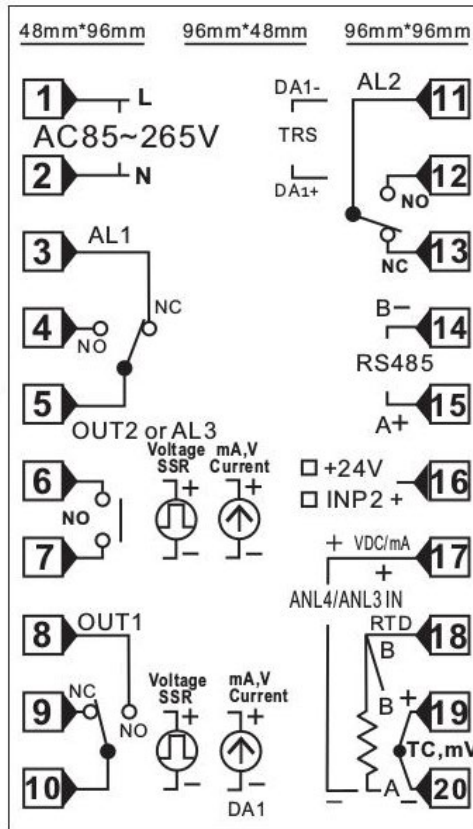 48mm*96mm 96mm*48mm 96mm*96mm
1 L DA1- AL2 11
AC85~265V TRS
2 N DA1+ NO 12
3 AL1 NC 13
4 NO NC B- 14
RS485
5 A+ 15
OUT2 or AL3
Voltage mA,V
SSR Current
6 + + +24V 16
NO INP2 +
7 - - + VDC/mA 17
+
ANL4/ANL3 IN
8 OUT1 RTD 18
B
Voltage mA,V
SSR Current
9 NC NO + + B + 19
TC,mV
10 - - DA1 - A - 20